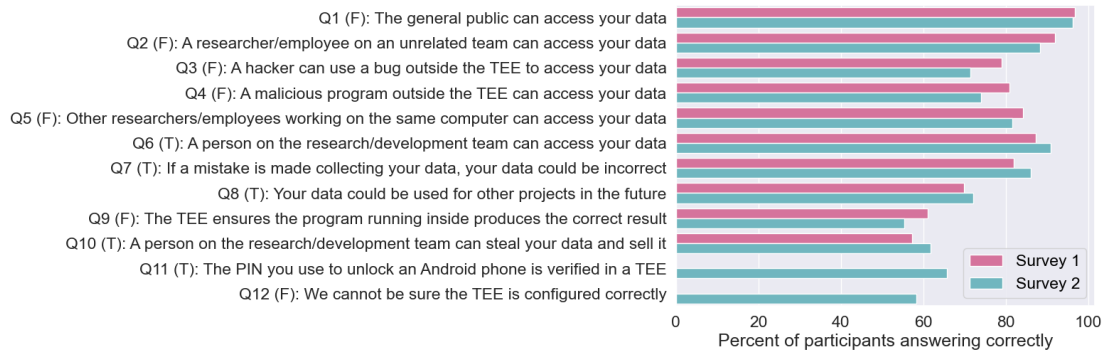 Q1 (F): The general public can access your data
Q2 (F): A researcher/employee on an unrelated team can access your data
Q3 (F): A hacker can use a bug outside the TEE to access your data
Q4 (F): A malicious program outside the TEE can access your data
Q5 (F): Other researchers/employees working on the same computer can access your data
Q6 (T): A person on the research/development team can access your data
Q7 (T): If a mistake is made collecting your data, your data could be incorrect
Q8 (T): Your data could be used for other projects in the future
Q9 (F): The TEE ensures the program running inside produces the correct result
Q10 (T): A person on the research/development team can steal your data and sell it
Q11 (T): The PIN you use to unlock an Android phone is verified in a TEE
Q12 (F): We cannot be sure the TEE is configured correctly
Survey 1
Survey 2
0 20 40 60 80 100
Percent of participants answering correctly